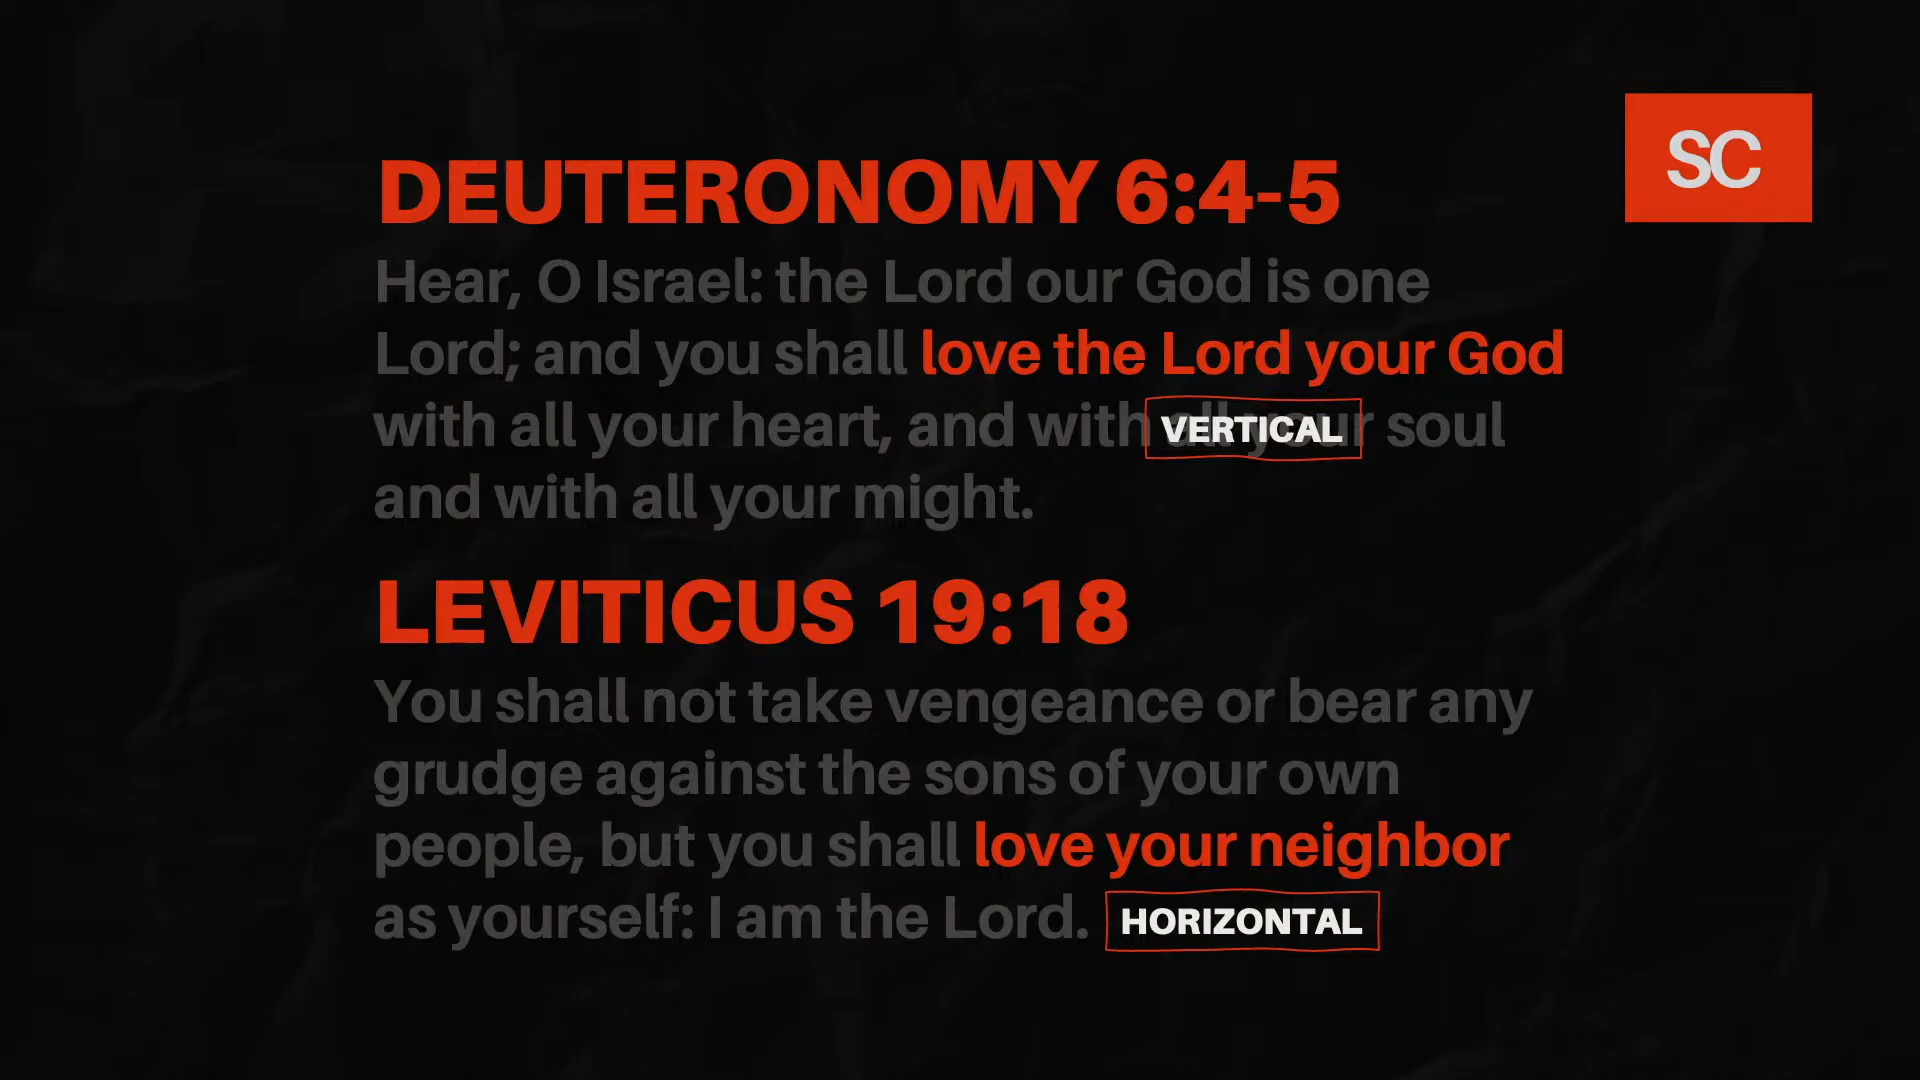 SC
DEUTERONOMY 6:4-5
Hear, O Israel: the Lord our God is one
Lord; and you shall love the Lord your God
with all your heart, and with all your soul
VERTICAL
and with all your might.
LEVITICUS 19:18
You shall not take vengeance or bear any
grudge against the sons of your own
people, but you shall love your neighbor
as yourself: I am the Lord.
HORIZONTAL